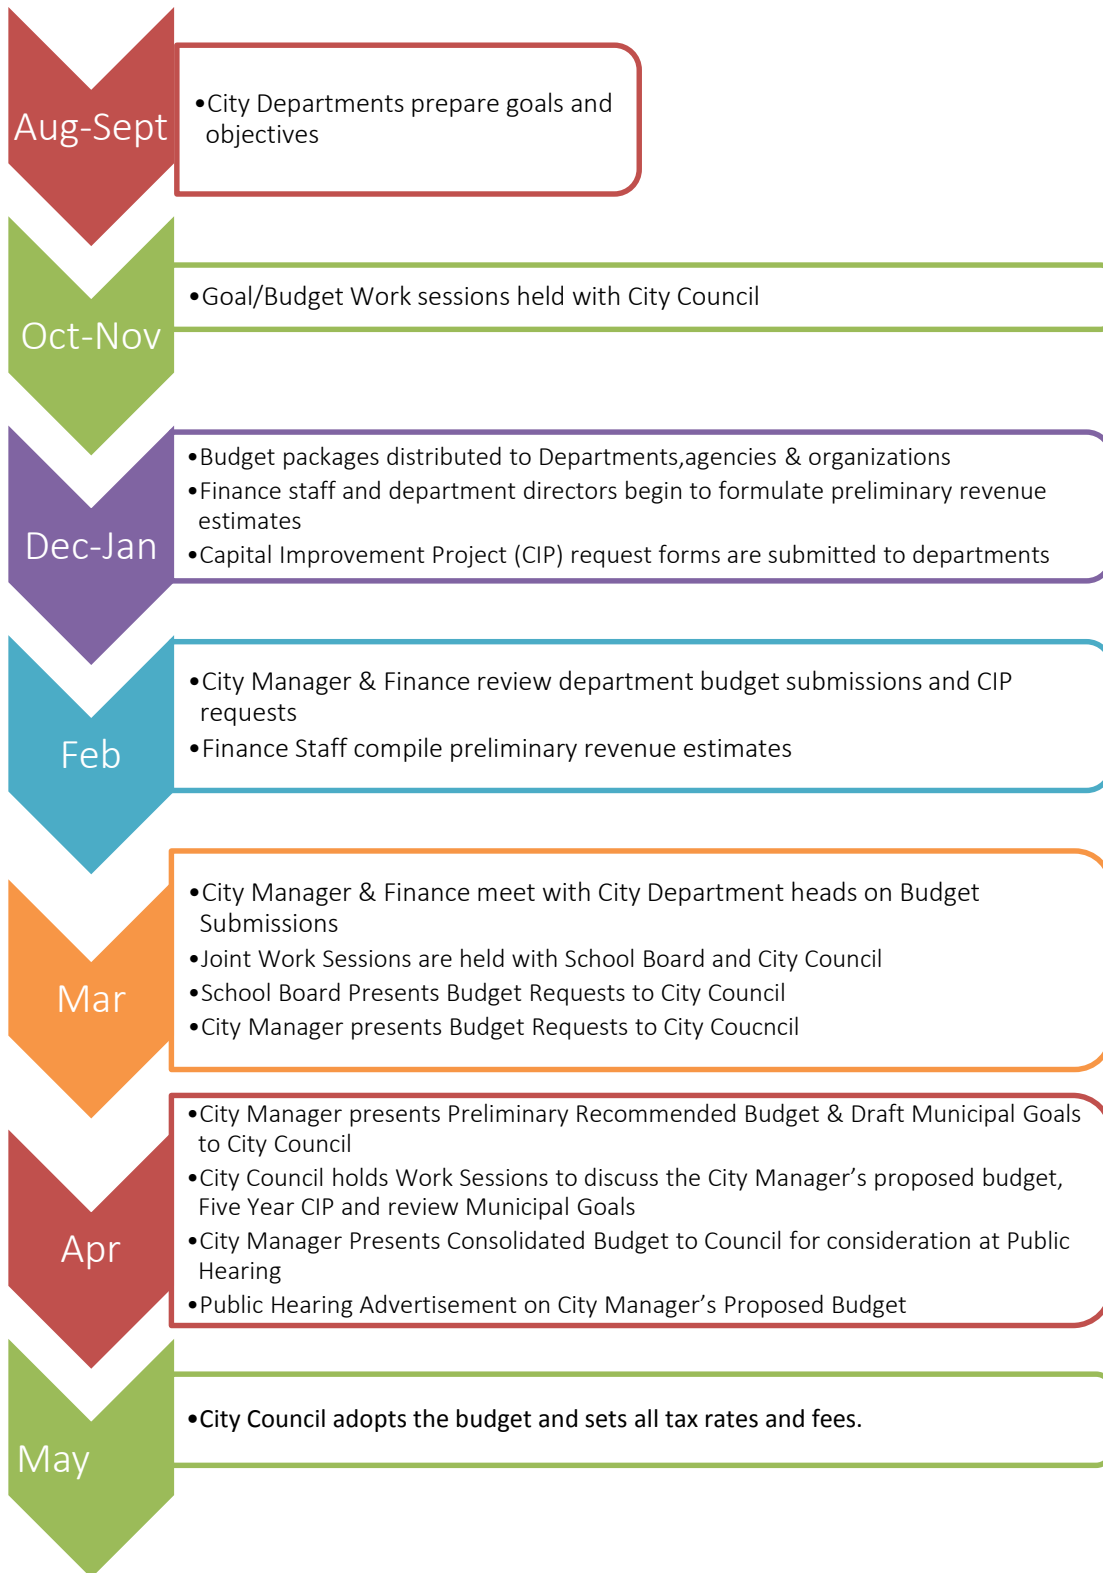 Aug-Sept
•City Departments prepare goals and
objectives
Oct-Nov
•Goal/Budget Work sessions held with City Council
Dec-Jan
•Budget packages distributed to Departments,agencies & organizations
•Finance staff and department directors begin to formulate preliminary revenue
estimates
•Capital Improvement Project (CIP) request forms are submitted to departments
Feb
•City Manager & Finance review department budget submissions and CIP
requests
•Finance Staff compile preliminary revenue estimates
Mar
•City Manager & Finance meet with City Department heads on Budget
Submissions
•Joint Work Sessions are held with School Board and City Council
•School Board Presents Budget Requests to City Council
•City Manager presents Budget Requests to City Coucncil
Apr
•City Manager presents Preliminary Recommended Budget & Draft Municipal Goals
to City Council
•City Council holds Work Sessions to discuss the City Manager’s proposed budget,
Five Year CIP and review Municipal Goals
•City Manager Presents Consolidated Budget to Council for consideration at Public
Hearing
•Public Hearing Advertisement on City Manager’s Proposed Budget
May
•City Council adopts the budget and sets all tax rates and fees.